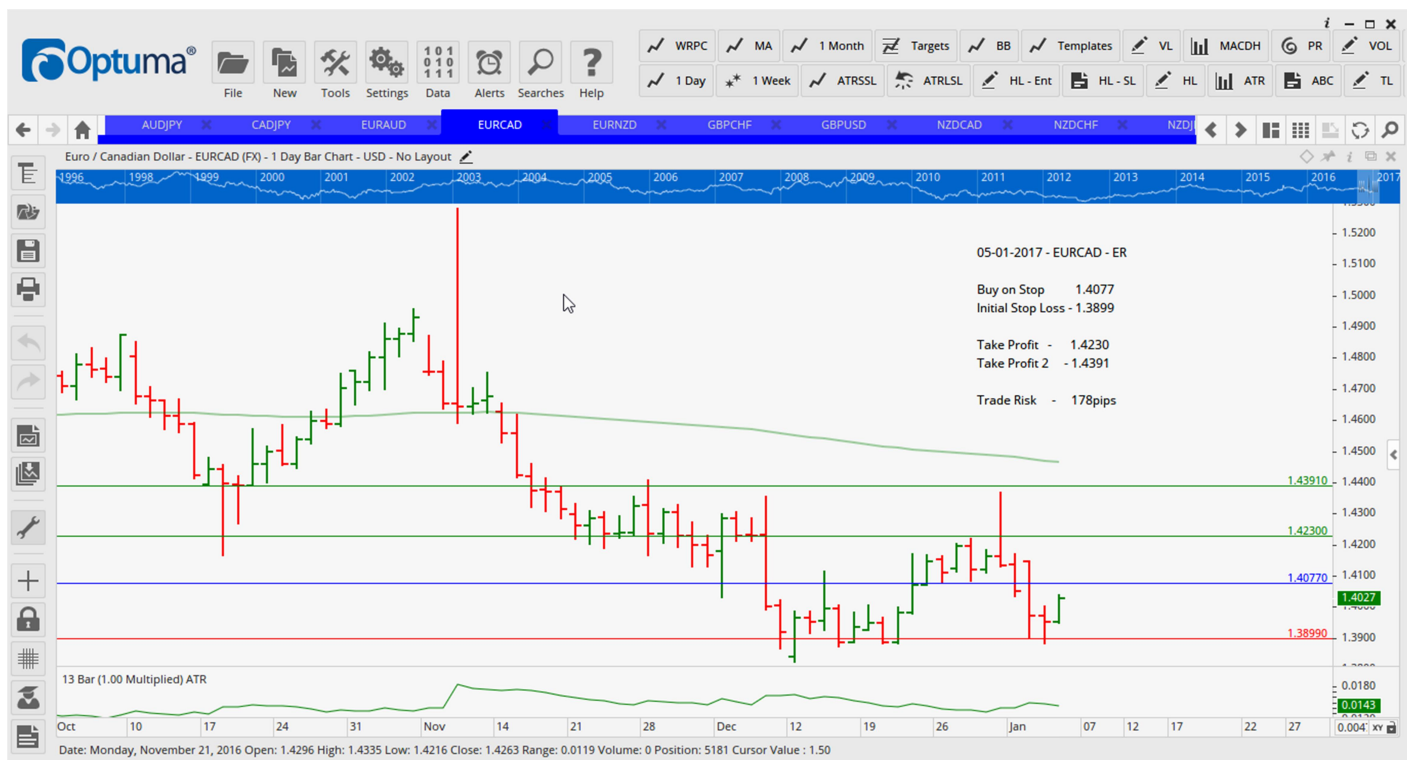 i
Optuma®
File
New
Tools
Settings
101
010
111
Data
Alerts
Searches
?
Help
WRPC MA 1 Month Targets BB Templates VL MACDH PR VOL
1 Day 1 Week ATRSSL ATRLSL HL - Ent HL - SL HL ATR ABC TL
AUDJPY CADJPY EURAUD EURCAD EURNZD GBPCHF GBPUSD NZDCAD NZDCHF
Euro / Canadian Dollar - EURCAD (FX) - 1 Day Bar Chart - USD - No Layout
1996 1998 1999 2000 2001 2002 2003 2004 2005 2006 2007 2008 2009 2010 2011 2012 2013 2014 2015 2016 2017
1.5200
1.5100
1.5000
1.4900
1.4800
1.4700
1.4600
1.4500
1.4400
1.4300
1.4200
1.4100
1.4027
1.3900
05-01-2017 - EURCAD - ER
Buy on Stop 1.4077
Initial Stop Loss - 1.3899
Take Profit - 1.4230
Take Profit 2 - 1.4391
Trade Risk - 178pips
1.43910
1.42300
1.40770
1.38990
13 Bar (1.00 Multiplied) ATR
0.0180
0.0143
Oct 10 17 24 31 Nov 14 21 28 Dec 12 19 26 Jan 07 12 17 22 27
0.004 XY
Date: Monday, November 21, 2016 Open: 1.4296 High: 1.4335 Low: 1.4216 Close: 1.4263 Range: 0.0119 Volume: 0 Position: 5181 Cursor Value : 1.50